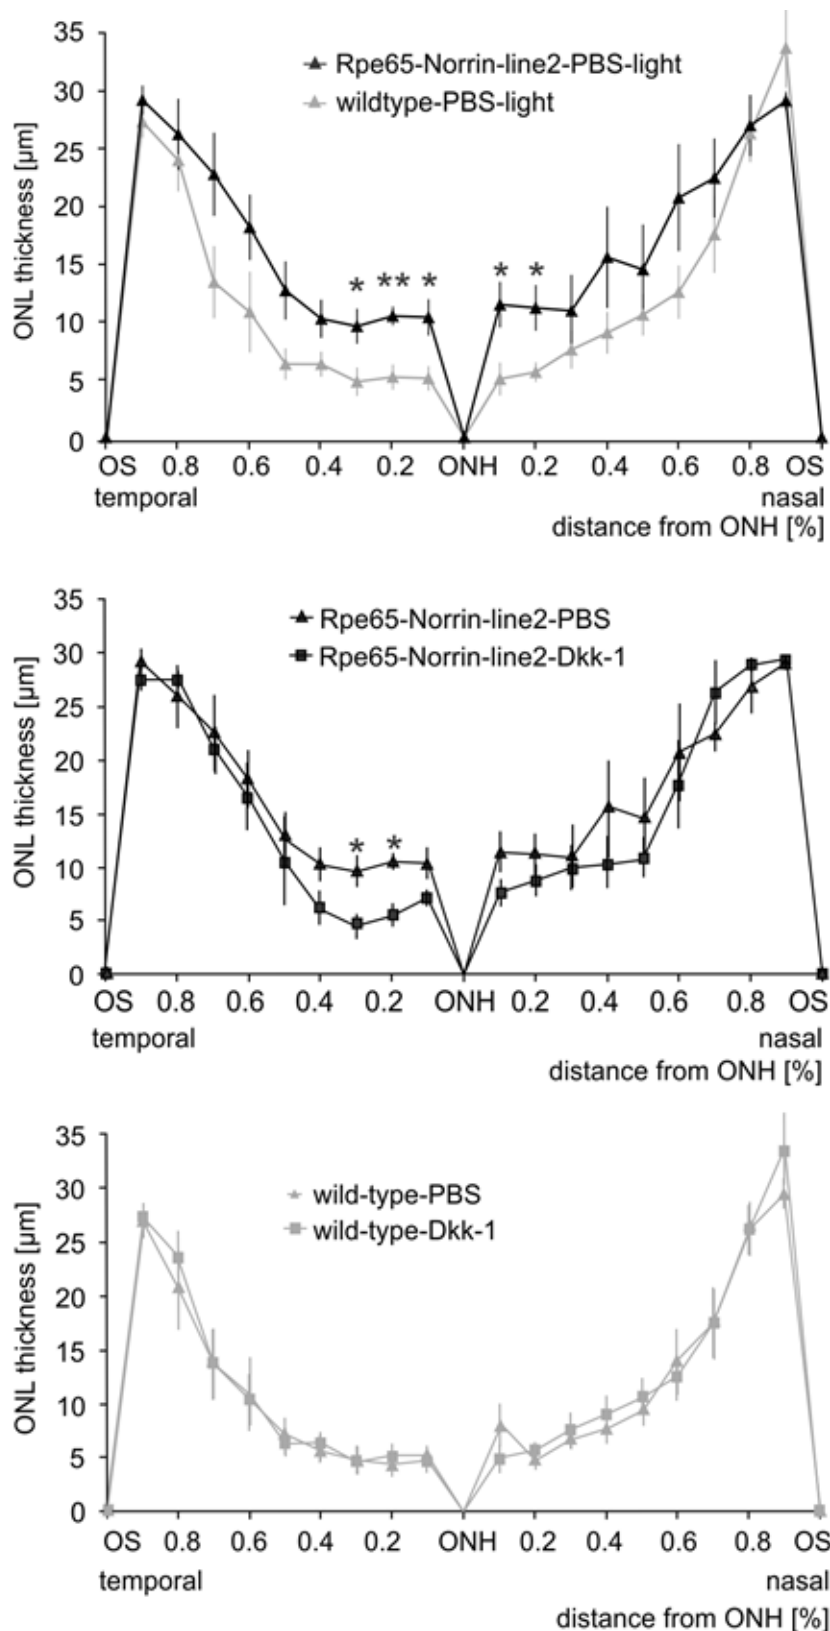 35
30
25
20
15
10
5
0
ONL thickness [µm]
Rpe65-Norrin-line2-PBS-light
wildtype-PBS-light
* ** * * *
OS 0.8 0.6 0.4 0.2 ONH 0.2 0.4 0.6 0.8 OS
temporal nasal
distance from ONH [%]
35
30
25
20
15
10
5
0
ONL thickness [µm]
Rpe65-Norrin-line2-PBS
Rpe65-Norrin-line2-Dkk-1
* *
OS 0.8 0.6 0.4 0.2 ONH 0.2 0.4 0.6 0.8 OS
temporal nasal
distance from ONH [%]
35
30
25
20
15
10
5
0
ONL thickness [µm]
wild-type-PBS
wild-type-Dkk-1
OS 0.8 0.6 0.4 0.2 ONH 0.2 0.4 0.6 0.8 OS
temporal nasal
distance from ONH [%]